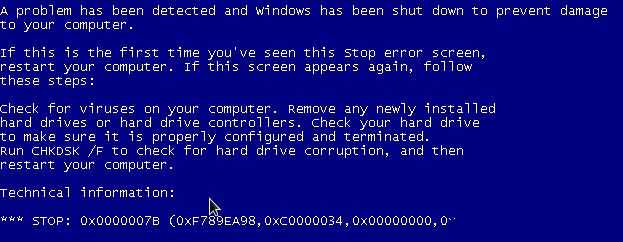 A problem has been detected and Windows has been shut down to prevent damage
to your computer.
If this is the first time you've seen this Stop error screen,
restart your computer. If this screen appears again, follow
these steps:
Check for viruses on your computer. Remove any newly installed
hard drives or hard drive controllers. Check your hard drive
to make sure it is properly configured and terminated.
Run CHKDSK /F to check for hard drive corruption, and then
restart your computer.
Technical information:
*** STOP: 0x0000007B (0xF789EA98,0xC0000034,0x00000000,0